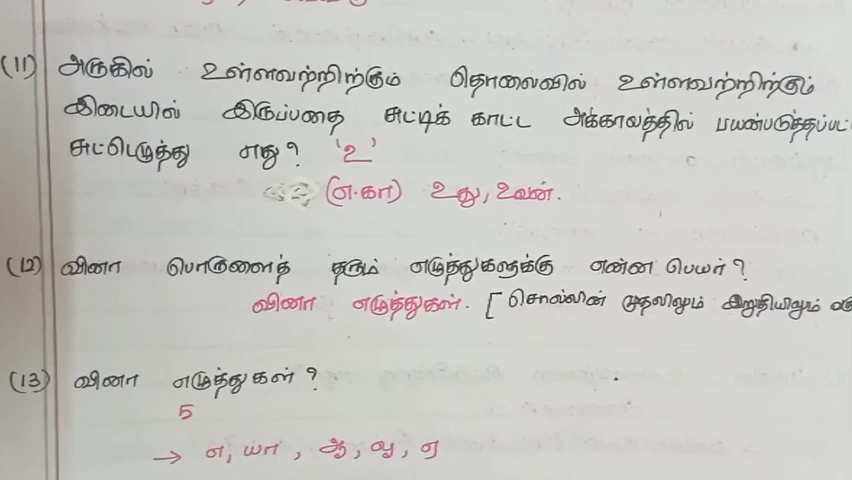 (11) அருகில் உள்ளவற்றிற்கும் தொலைவில் உள்ளவற்றிற்கும்
இடையில் இருப்பதை சுட்டிக் காட்ட அக்காலத்தில் பயன்படுத்தப்பட்
சுட்டெழுத்து எது? 'உ'
(எ.கா) உது, உவன்.
(12) வினா பொருளைத் தரும் எழுத்துகளுக்கு என்ன பெயர்?
வினா எழுத்துகள். [சொல்லின் முதலிலும் இறுதியிலும்
(13) வினா எழுத்துகள்?
5
→ எ, யா, ஆ, ஓ, ஏ